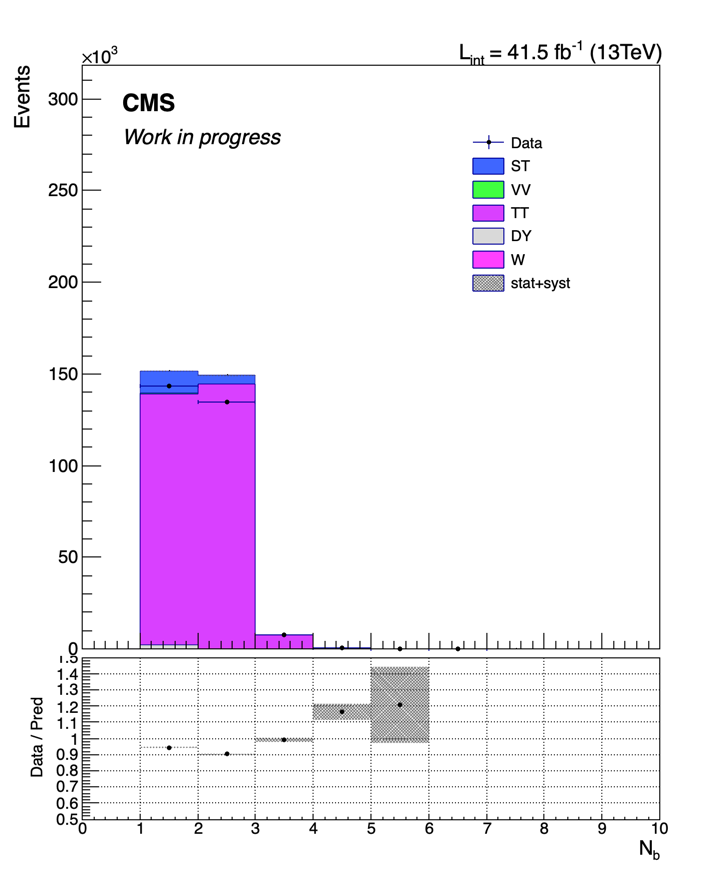 ×10³
L_int = 41.5 fb⁻¹ (13TeV)
Events
300
CMS
Work in progress
Data
ST
250
VV
TT
DY
W
200
stat+syst
150
100
50
0
Data / Pred
1.5
1.4
1.3
1.2
1.1
1
0.9
0.8
0.7
0.6
0.5
0 1 2 3 4 5 6 7 8 9 10
N_b